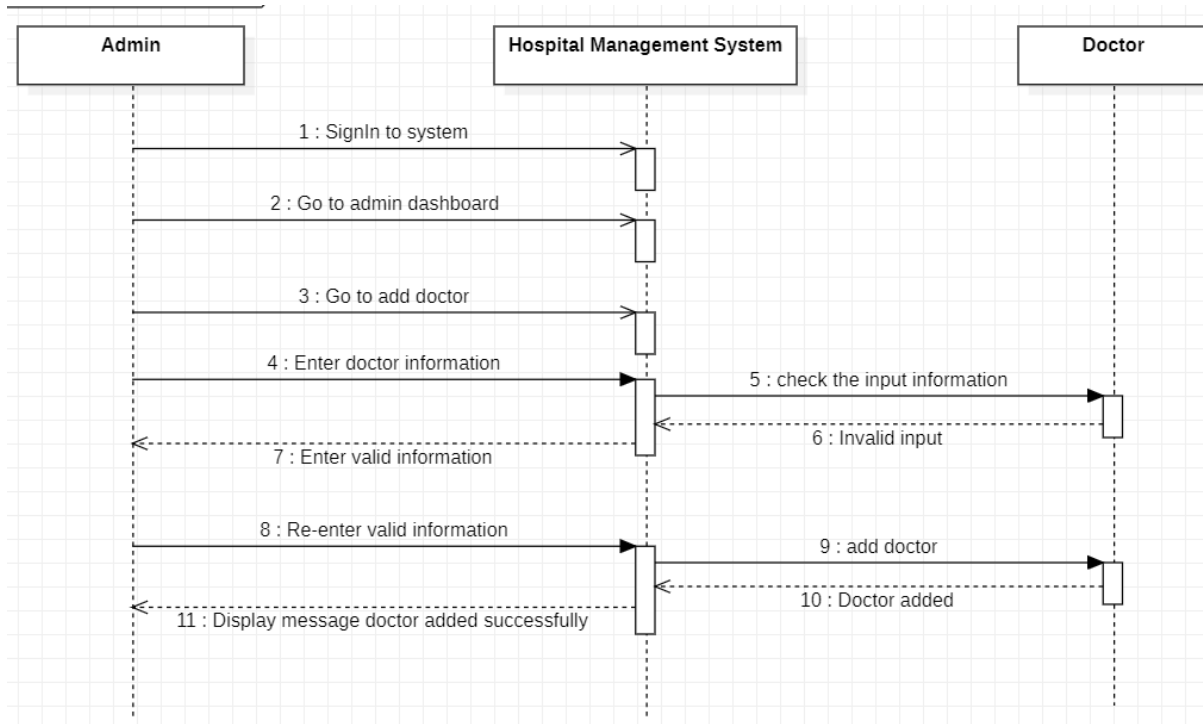 Admin
Hospital Management System
Doctor
1 : SignIn to system
2 : Go to admin dashboard
3 : Go to add doctor
4 : Enter doctor information
5 : check the input information
6 : Invalid input
7 : Enter valid information
8 : Re-enter valid information
9 : add doctor
10 : Doctor added
11 : Display message doctor added successfully